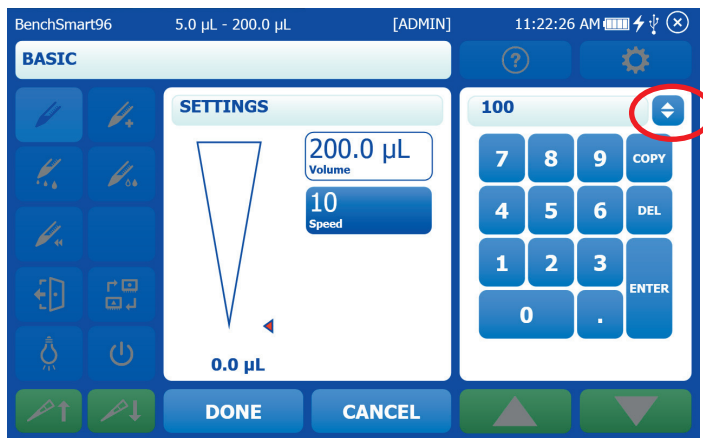 BenchSmart96 5.0 µL - 200.0 µL [ADMIN] 11:22:26 AM
BASIC
?
SETTINGS
200.0 µL
Volume
10
Speed
0.0 µL
100
7 8 9 COPY
4 5 6 DEL
1 2 3
ENTER
0 .
DONE CANCEL